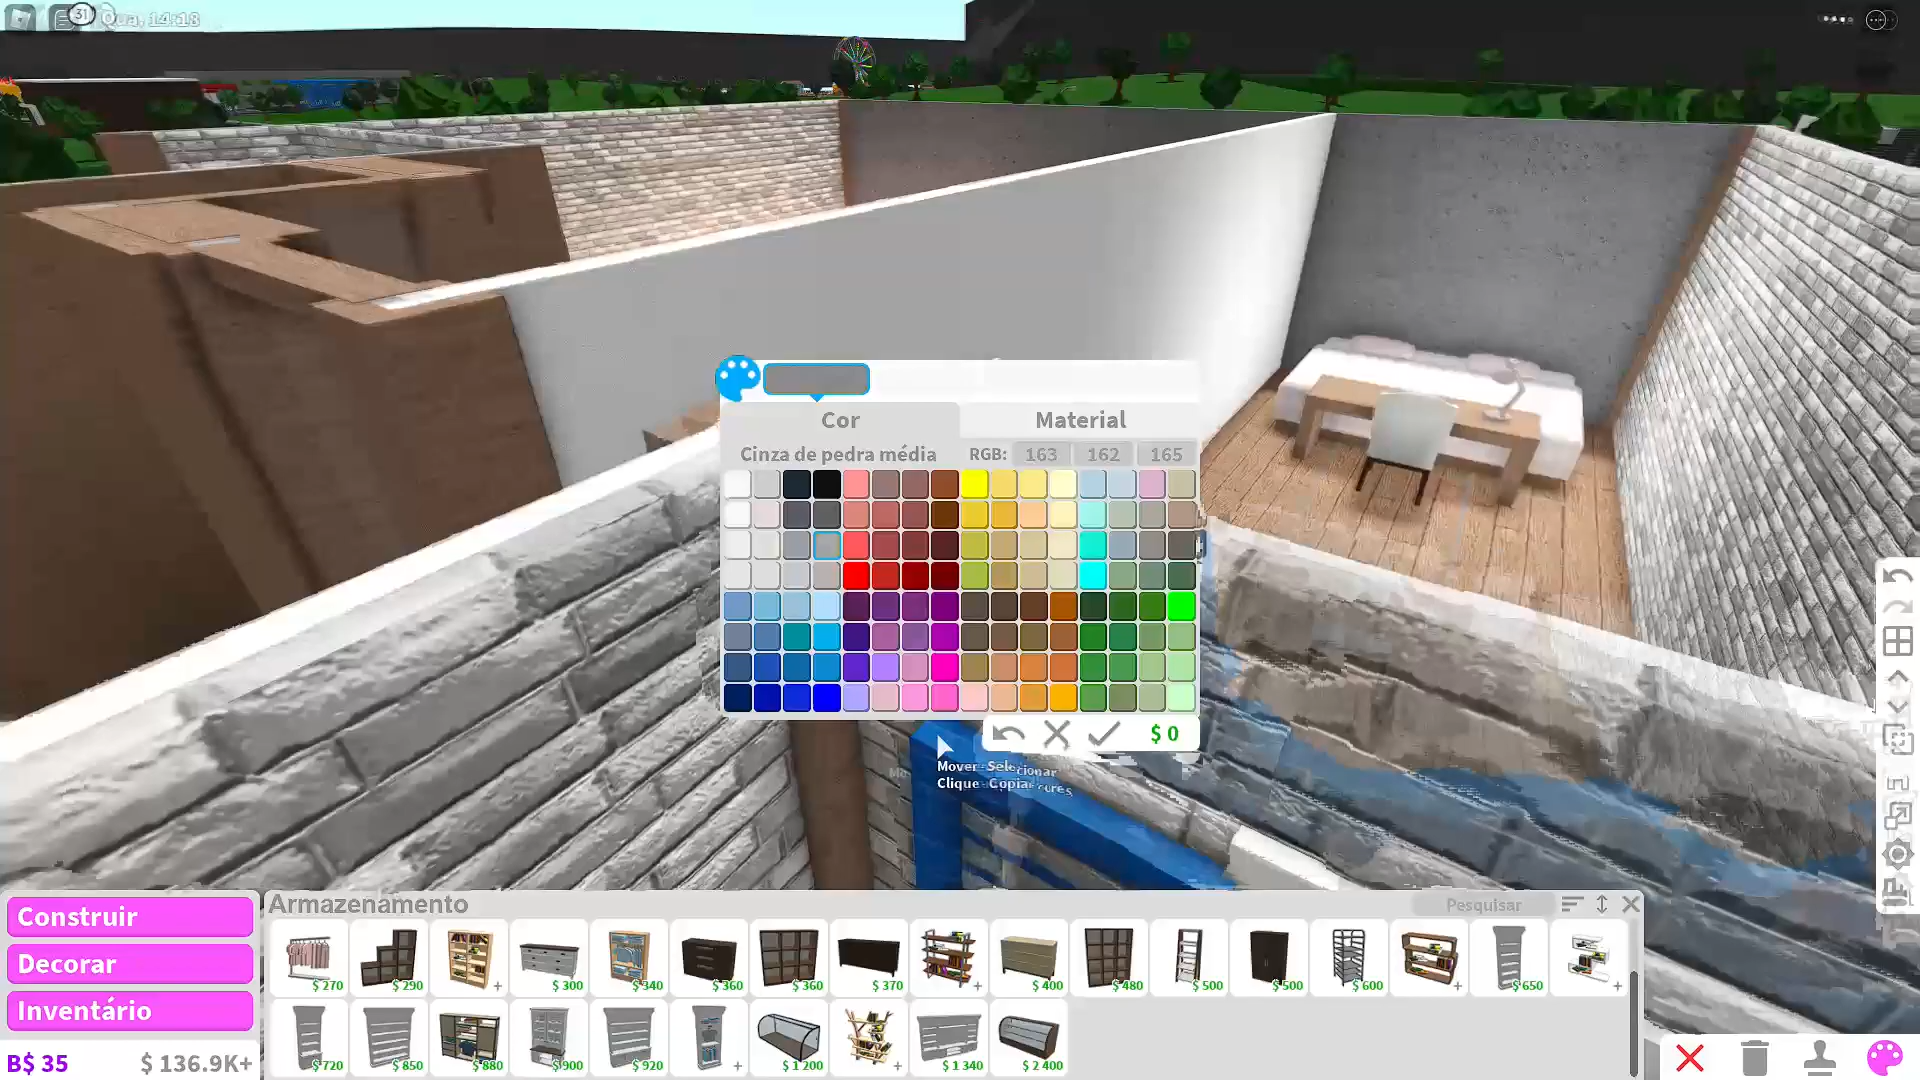 31 Qua, 14:18
Cor
Material
Cinza de pedra média
RGB: 163 162 165
$ 0
Mover - Selecionar
Clique - Copiar cores
Construir
Decorar
Inventário
B$ 35
$ 136.9K+
Armazenamento
Pesquisar
$ 270
$ 290
+
$ 300
$ 340
$ 360
$ 360
$ 370
+
$ 400
$ 480
$ 500
$ 500
$ 600
+
$ 650
+
$ 720
$ 850
$ 880
$ 900
$ 920
+
$ 1 200
+
$ 1 340
$ 2 400